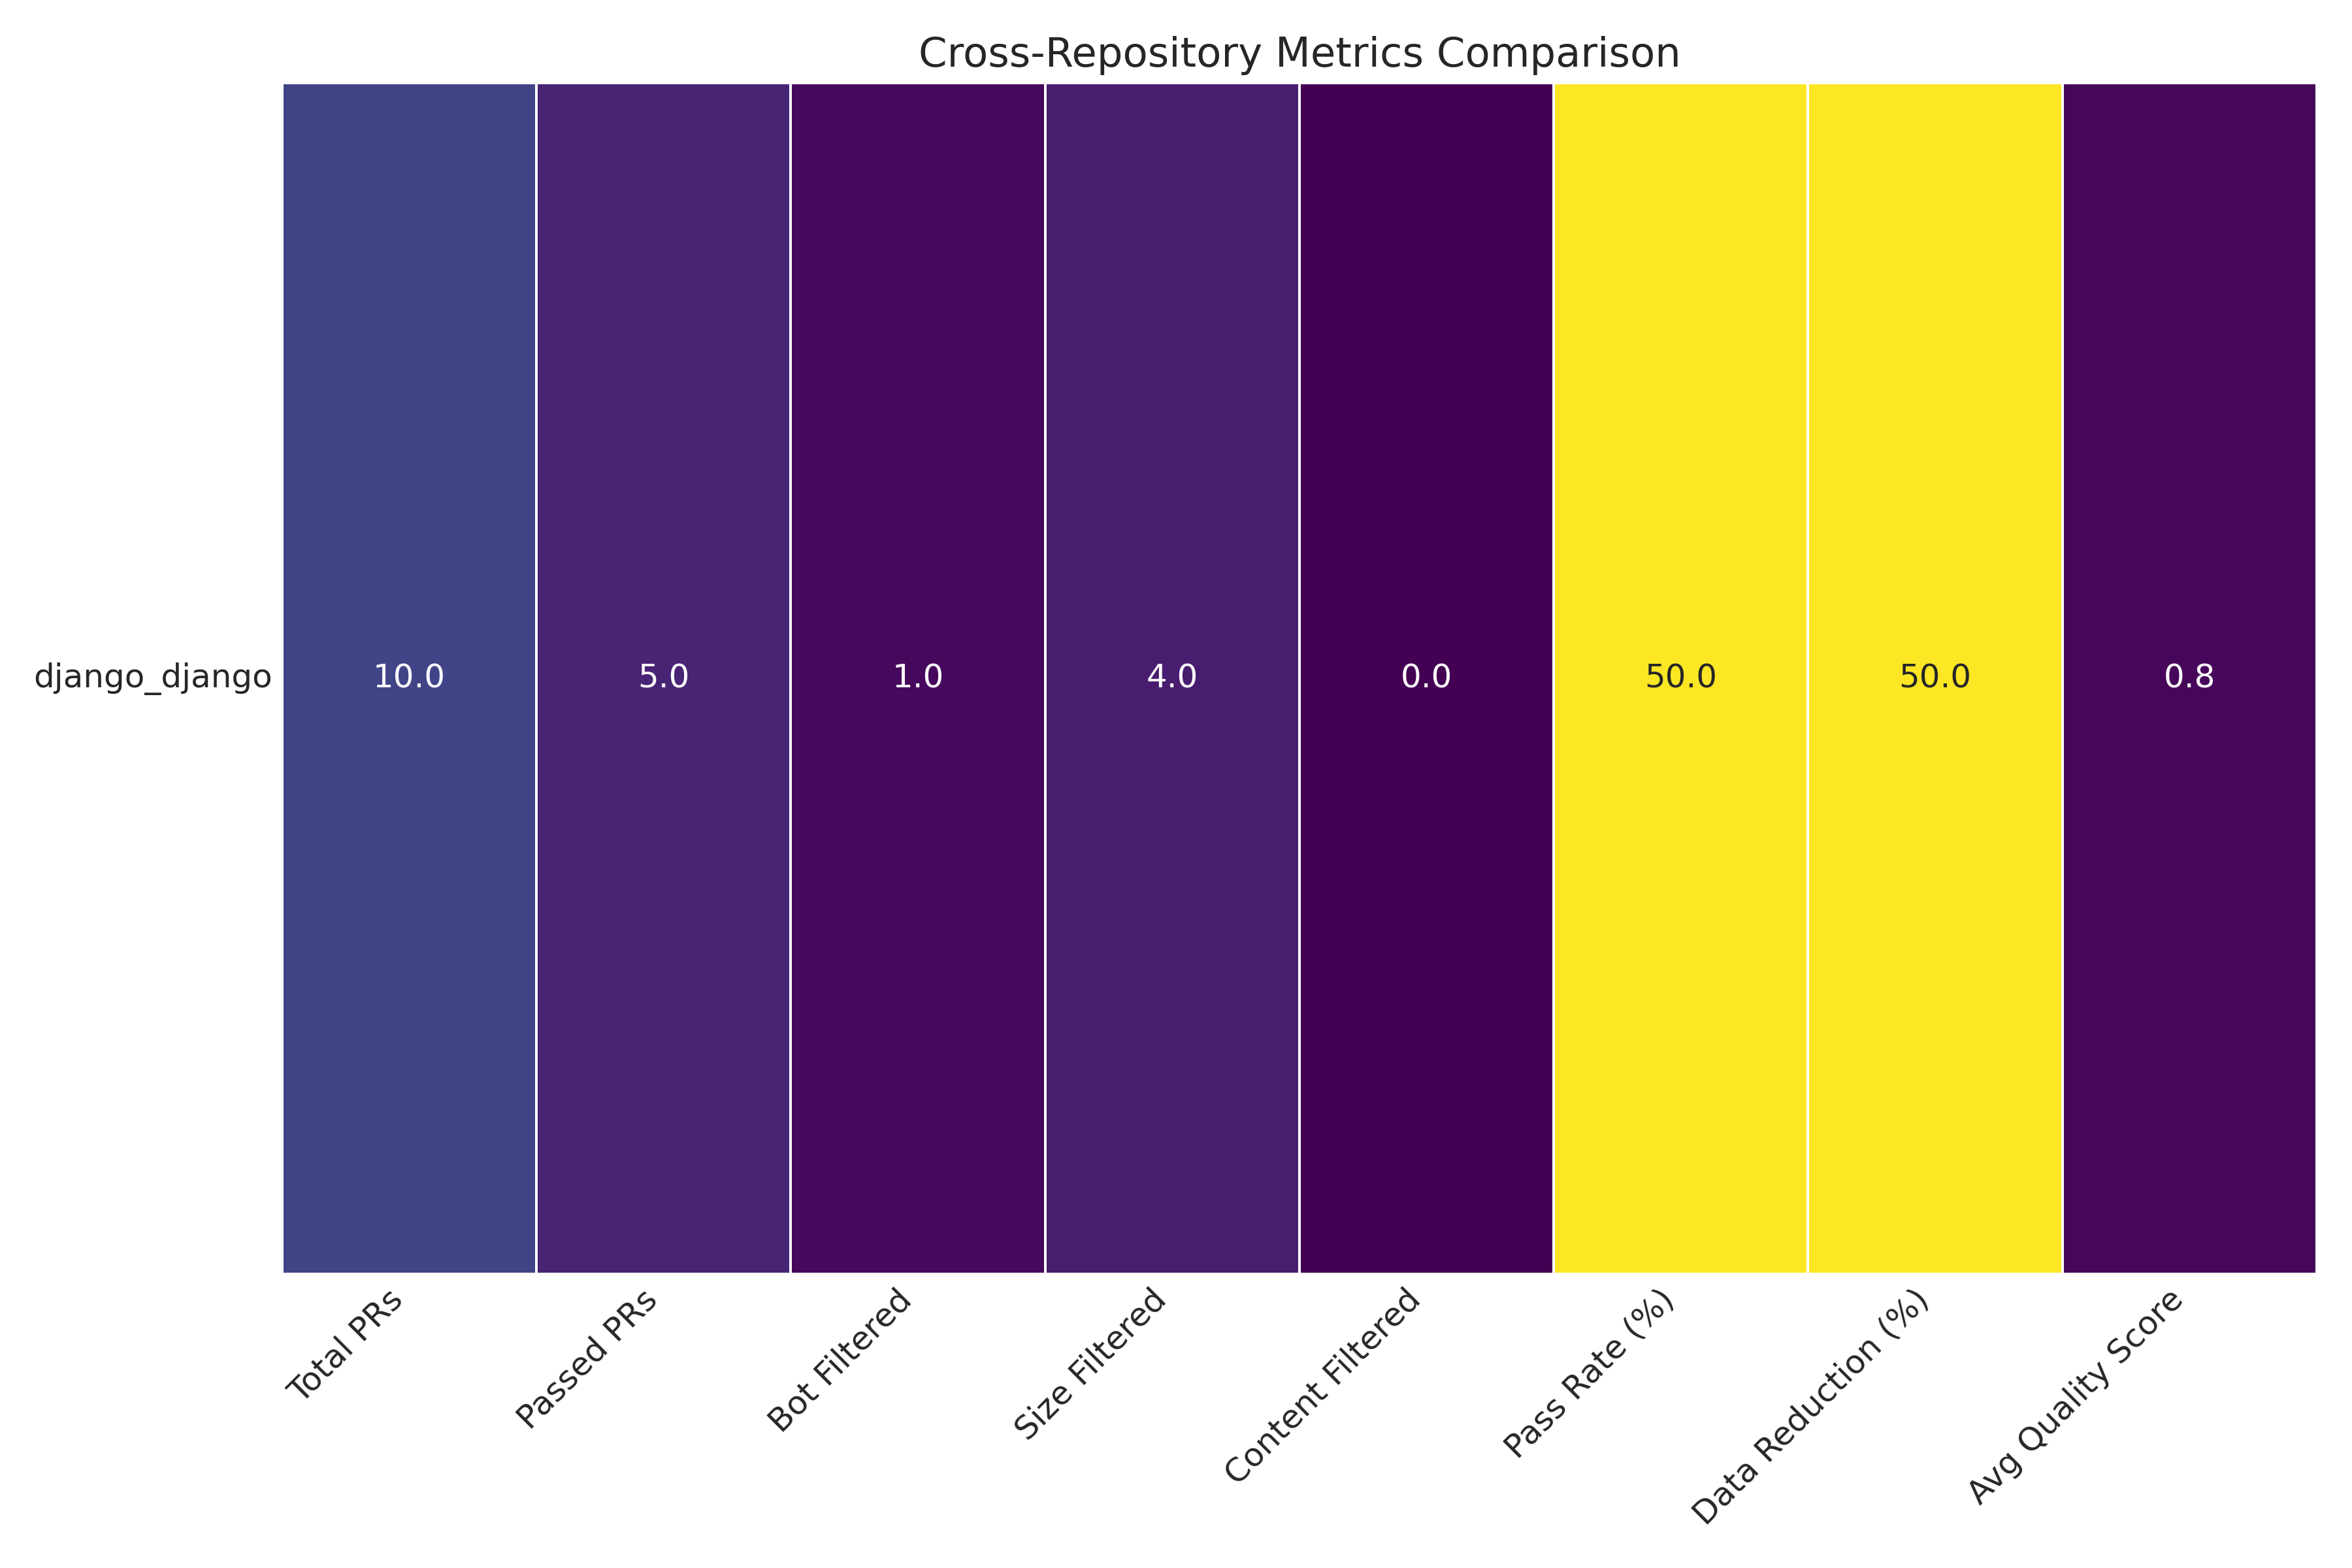 Cross-Repository Metrics Comparison
django_django 10.0 5.0 1.0 4.0 0.0 50.0 50.0 0.8
Total PRs
Passed PRs
Bot Filtered
Size Filtered
Content Filtered
Pass Rate (%)
Data Reduction (%)
Avg Quality Score